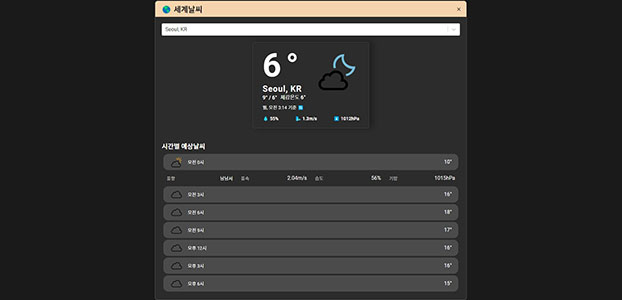 세계날씨
×
Seoul, KR
6 °
Seoul, KR
9° / 6° 체감온도 6°
오전 3:14 기준
55% 1.3m/s 1012hPa
시간별 예상날씨
오전 0시 10°
풍향 남남서 풍속 2.04m/s 습도 56% 기압 1015hPa
오전 3시 16°
오전 6시 18°
오전 9시 17°
오후 12시 16°
오후 3시 16°
오후 6시 15°